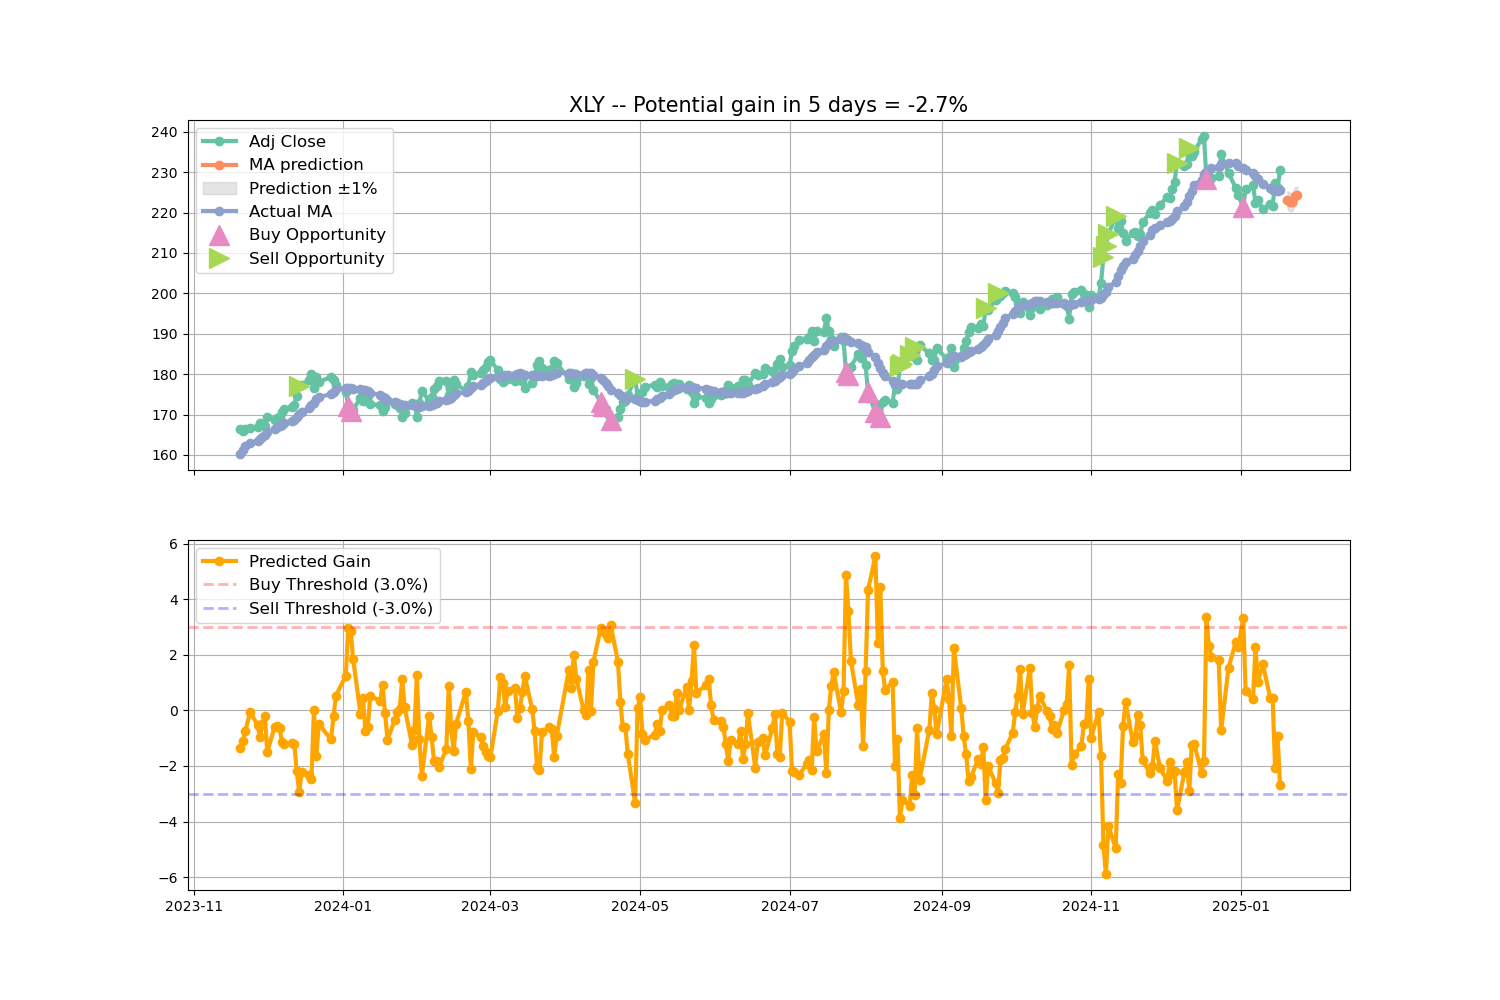 XLY -- Potential gain in 5 days = -2.7%
240
230
220
210
200
190
180
170
160
Adj Close
MA prediction
Prediction ±1%
Actual MA
Buy Opportunity
Sell Opportunity
6
4
2
0
−2
−4
−6
Predicted Gain
Buy Threshold (3.0%)
Sell Threshold (-3.0%)
2023-11 2024-01 2024-03 2024-05 2024-07 2024-09 2024-11 2025-01